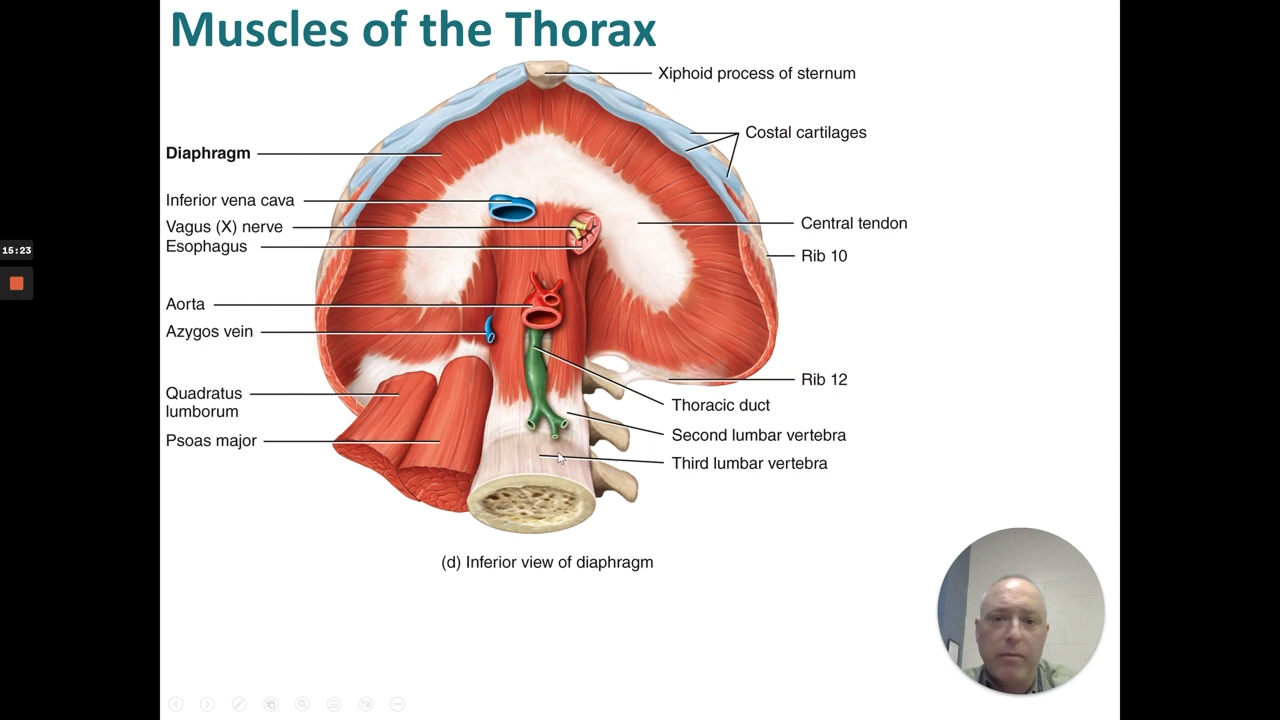 Muscles of the Thorax
Xiphoid process of sternum
Costal cartilages
Diaphragm
Inferior vena cava
Vagus (X) nerve
Esophagus
Central tendon
Rib 10
15:23
Aorta
Azygos vein
Quadratus
lumborum
Psoas major
Rib 12
Thoracic duct
Second lumbar vertebra
Third lumbar vertebra
(d) Inferior view of diaphragm